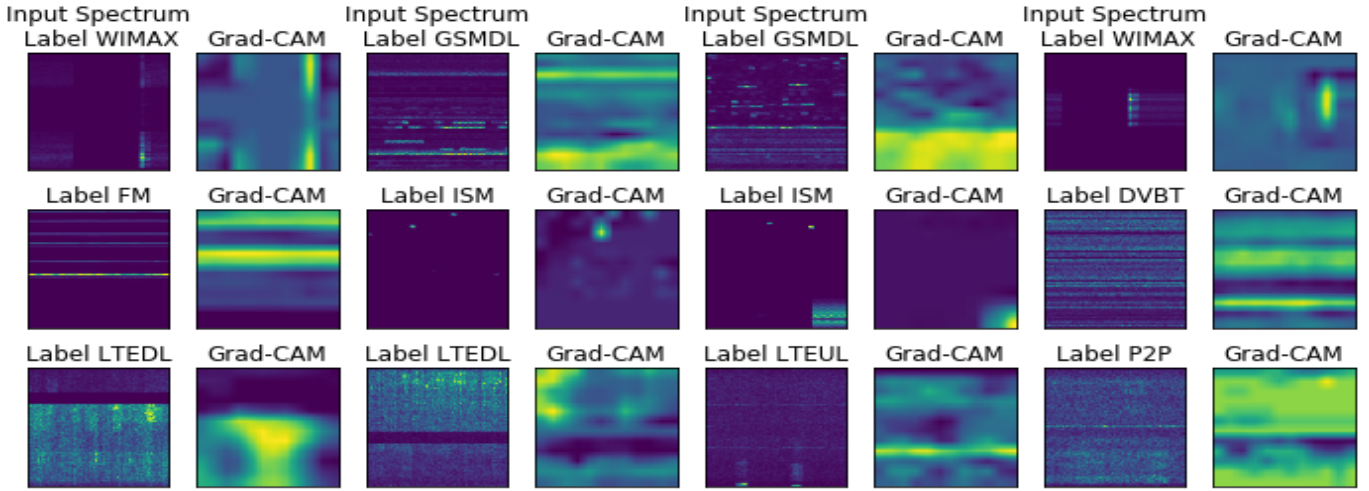 Input Spectrum Input Spectrum Input Spectrum Input Spectrum
Label WIMAX Grad-CAM Label GSMDL Grad-CAM Label GSMDL Grad-CAM Label WIMAX Grad-CAM
Label FM Grad-CAM Label ISM Grad-CAM Label ISM Grad-CAM Label DVBT Grad-CAM
Label LTEDL Grad-CAM Label LTEDL Grad-CAM Label LTEUL Grad-CAM Label P2P Grad-CAM